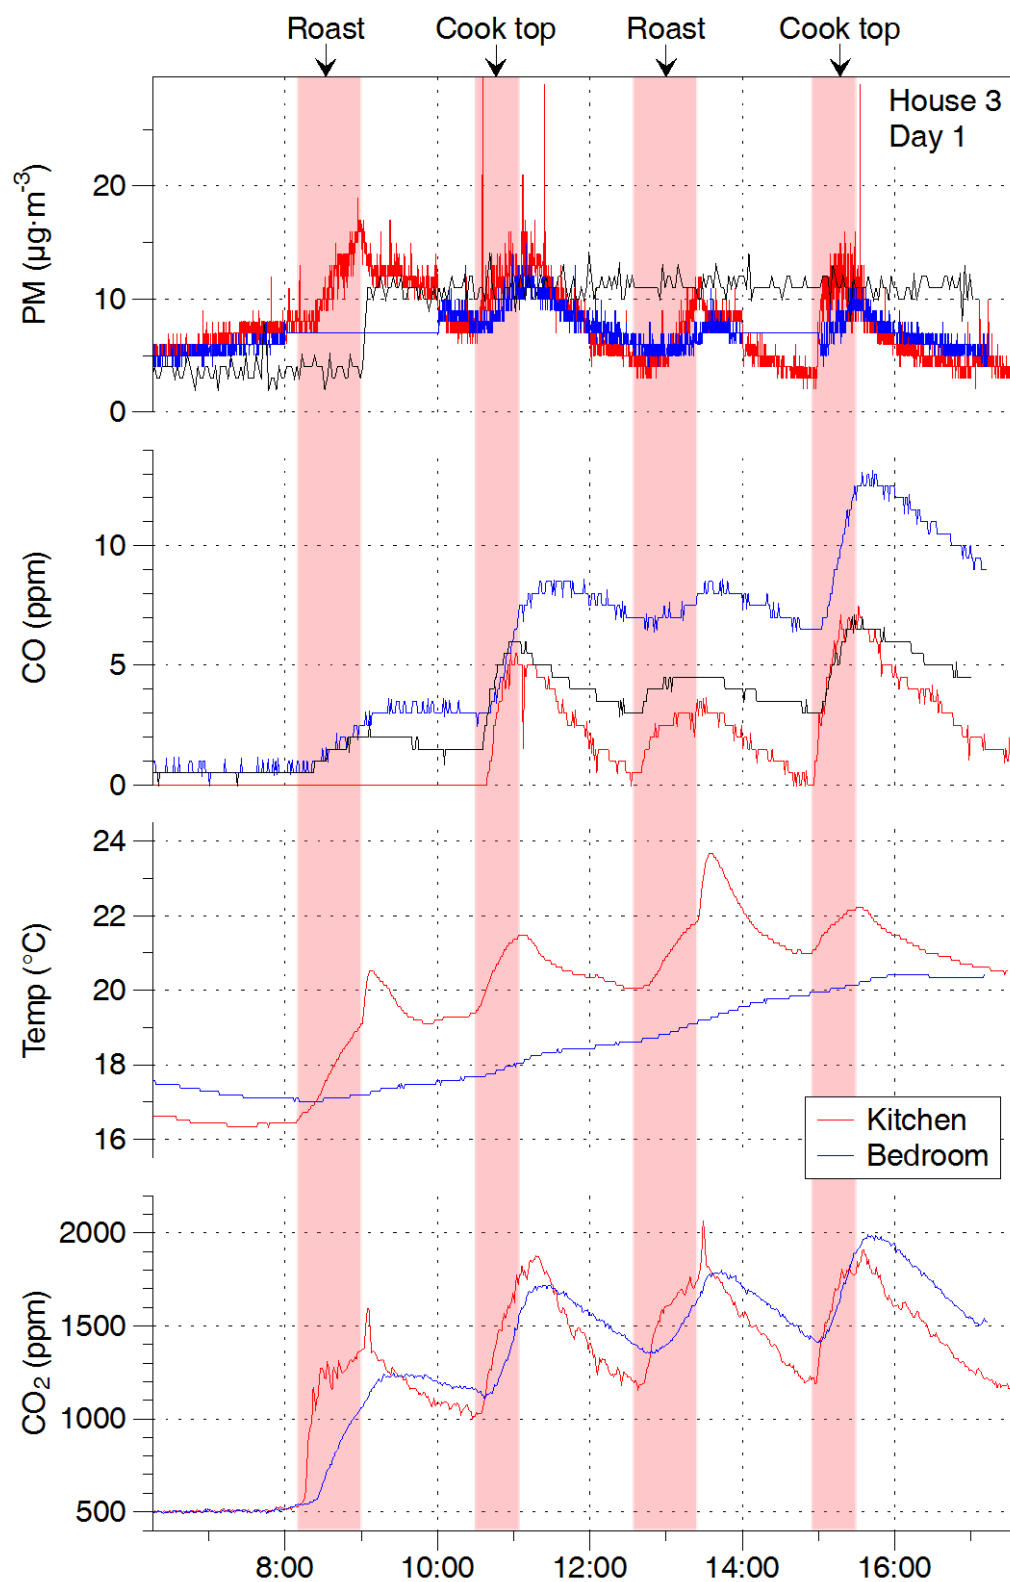 Roast Cook top Roast Cook top
House 3
Day 1
PM (µg·m⁻³)
20
10
0
CO (ppm)
10
5
0
Temp (°C)
24
22
20
18
16
Kitchen
Bedroom
CO₂ (ppm)
2000
1500
1000
500
8:00 10:00 12:00 14:00 16:00